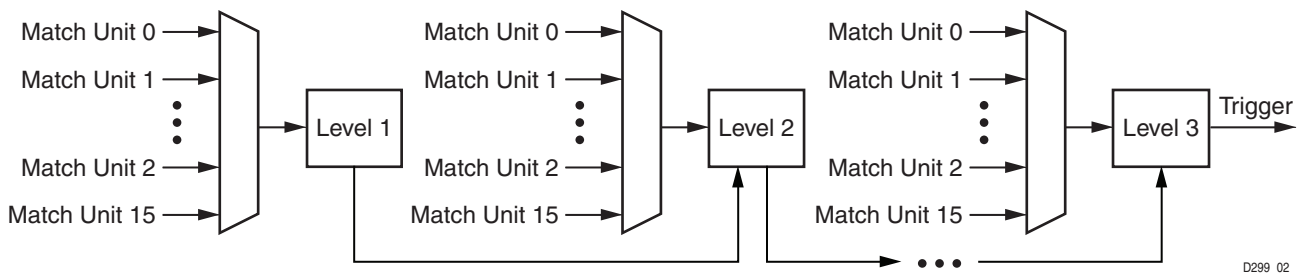 Match Unit 0
Match Unit 1
Match Unit 2
Match Unit 15
Level 1
Match Unit 0
Match Unit 1
Match Unit 2
Match Unit 15
Level 2
Match Unit 0
Match Unit 1
Match Unit 2
Match Unit 15
Level 3
Trigger
D299_02